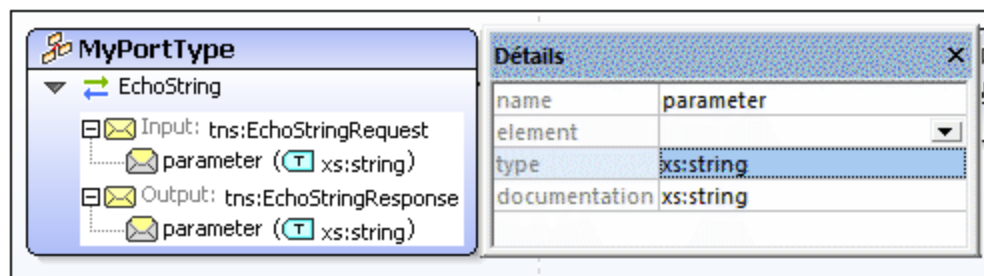 MyPortType
EchoString
Input: tns:EchoStringRequest
parameter (T xs:string)
Output: tns:EchoStringResponse
parameter (T xs:string)
Détails
name parameter
element
type xs:string
documentation xs:string